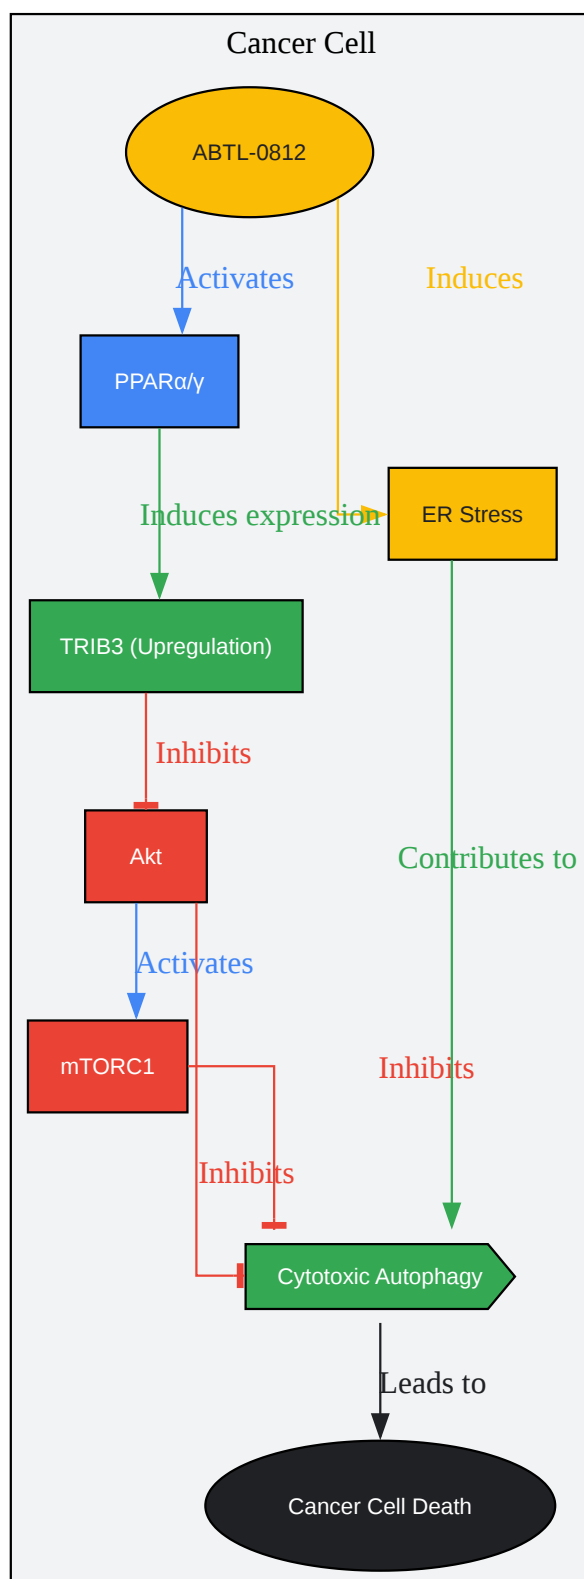 Cancer Cell
ABTL-0812
Activates
Induces
PPARα/γ
Induces expression
ER Stress
TRIB3 (Upregulation)
Inhibits
Akt
Contributes to
Activates
mTORC1
Inhibits
Inhibits
Cytotoxic Autophagy
Leads to
Cancer Cell Death